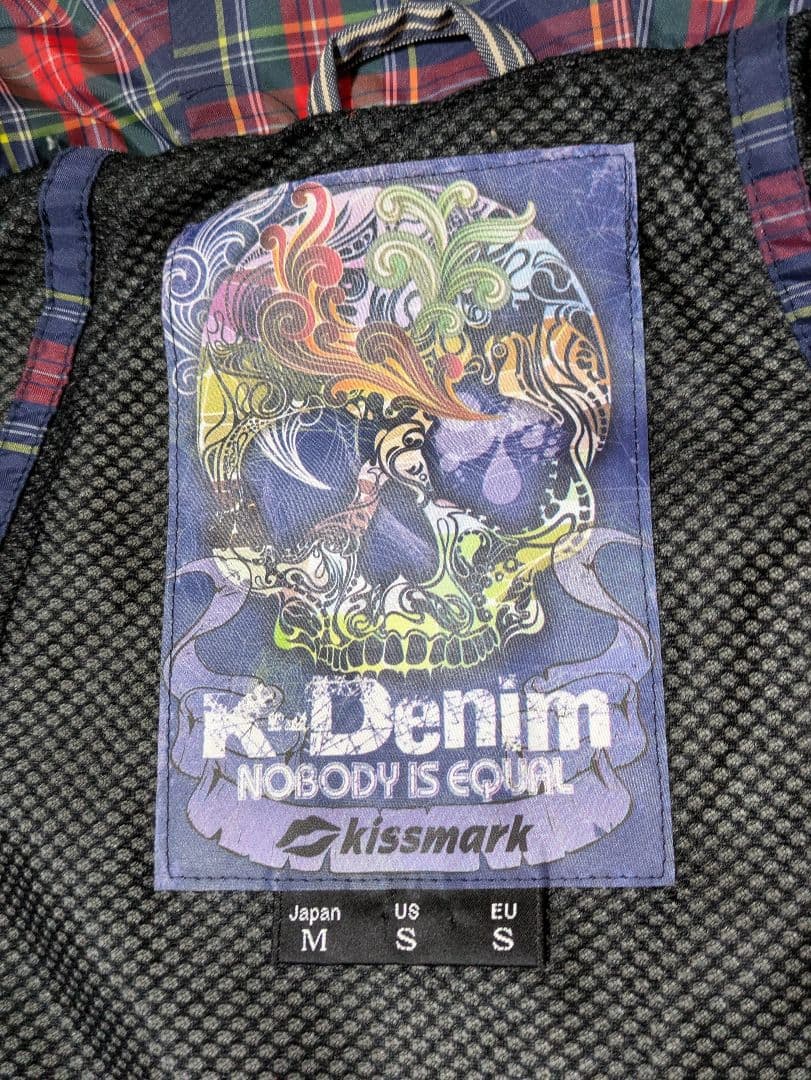 K-Denim
NOBODY IS EQUAL
kissmark
Japan US EU
M S S